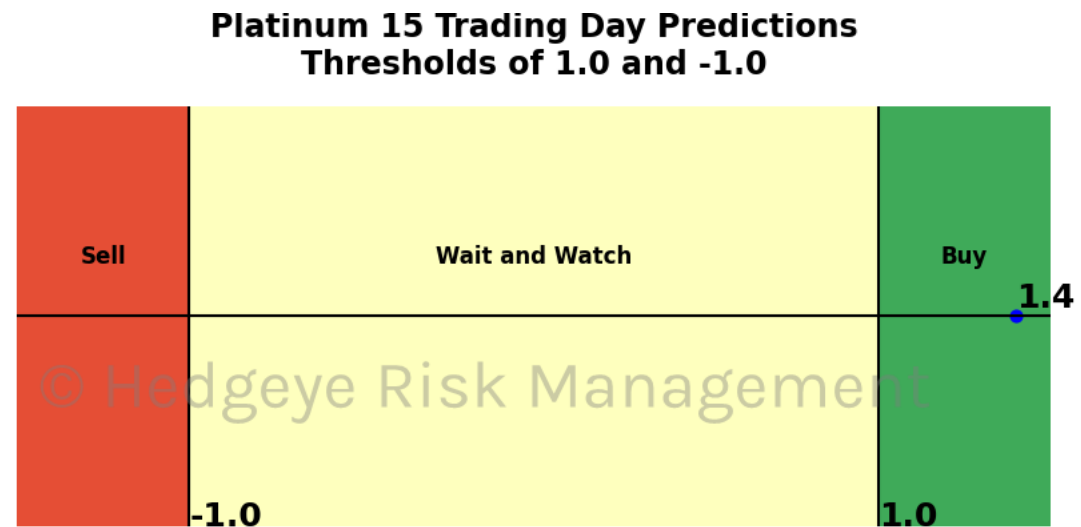 Platinum 15 Trading Day Predictions
Thresholds of 1.0 and -1.0
Sell
Wait and Watch
Buy
1.4
© Hedgeye Risk Management
-1.0
1.0